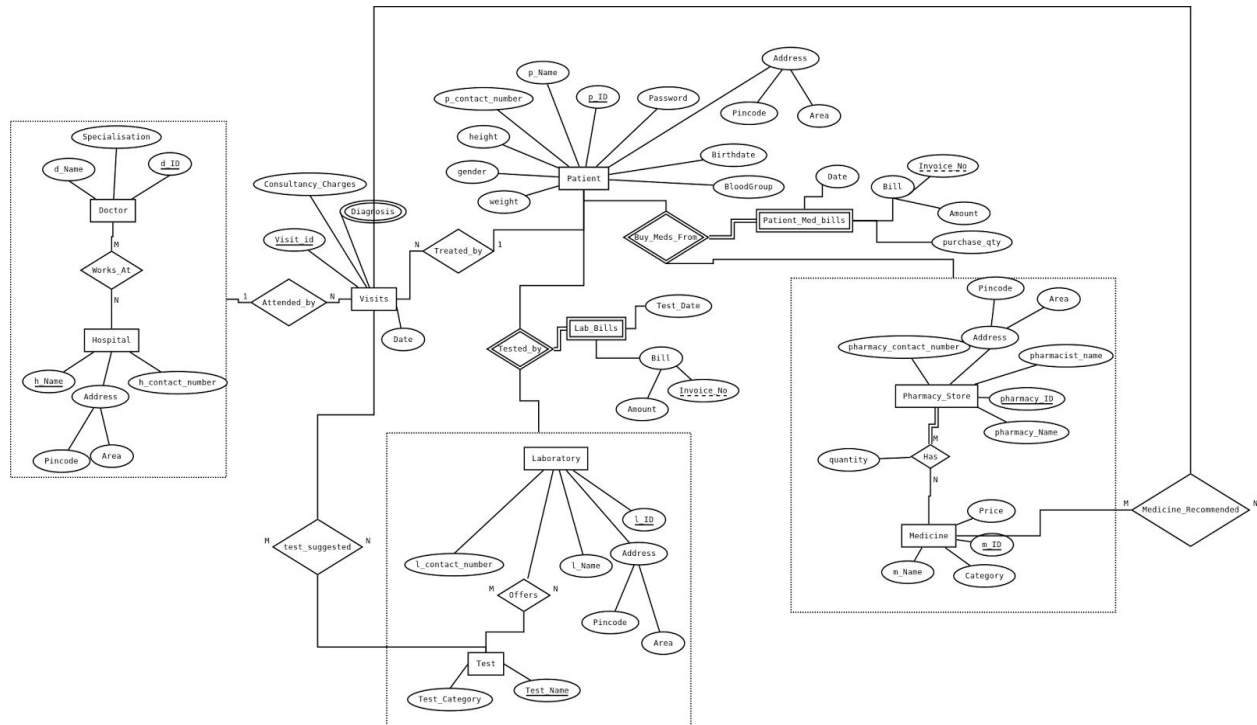 Address
p_Name
p_ID
Password
p_contact_number
Pincode
Area
Specialisation
height
d_Name
d_ID
Birthdate
Invoice_No
gender
Patient
Date
Bill
Consultancy_Charges
BloodGroup
weight
Doctor
Diagnosis
Patient_Med_bills
Amount
Visit_id
Buy_Meds_From
purchase_qty
M
N
Treated_by
1
Works_At
Pincode
N
1
Attended_by
N
Visits
Area
Test_Date
Lab_Bills
Address
Hospital
Date
Tested_by
pharmacy_contact_number
Bill
pharmacist_name
h_Name
h_contact_number
Invoice_No
Address
Pharmacy_Store
pharmacy_ID
Amount
pharmacy_Name
M
Pincode
Area
quantity
Has
Laboratory
N
M
Medicine_Recommended
N
Price
l_ID
Medicine
m_ID
M
test_suggested
N
Address
l_contact_number
l_Name
m_Name
Category
M
Offers
N
Pincode
Area
Test
Test_Category
Test_Name